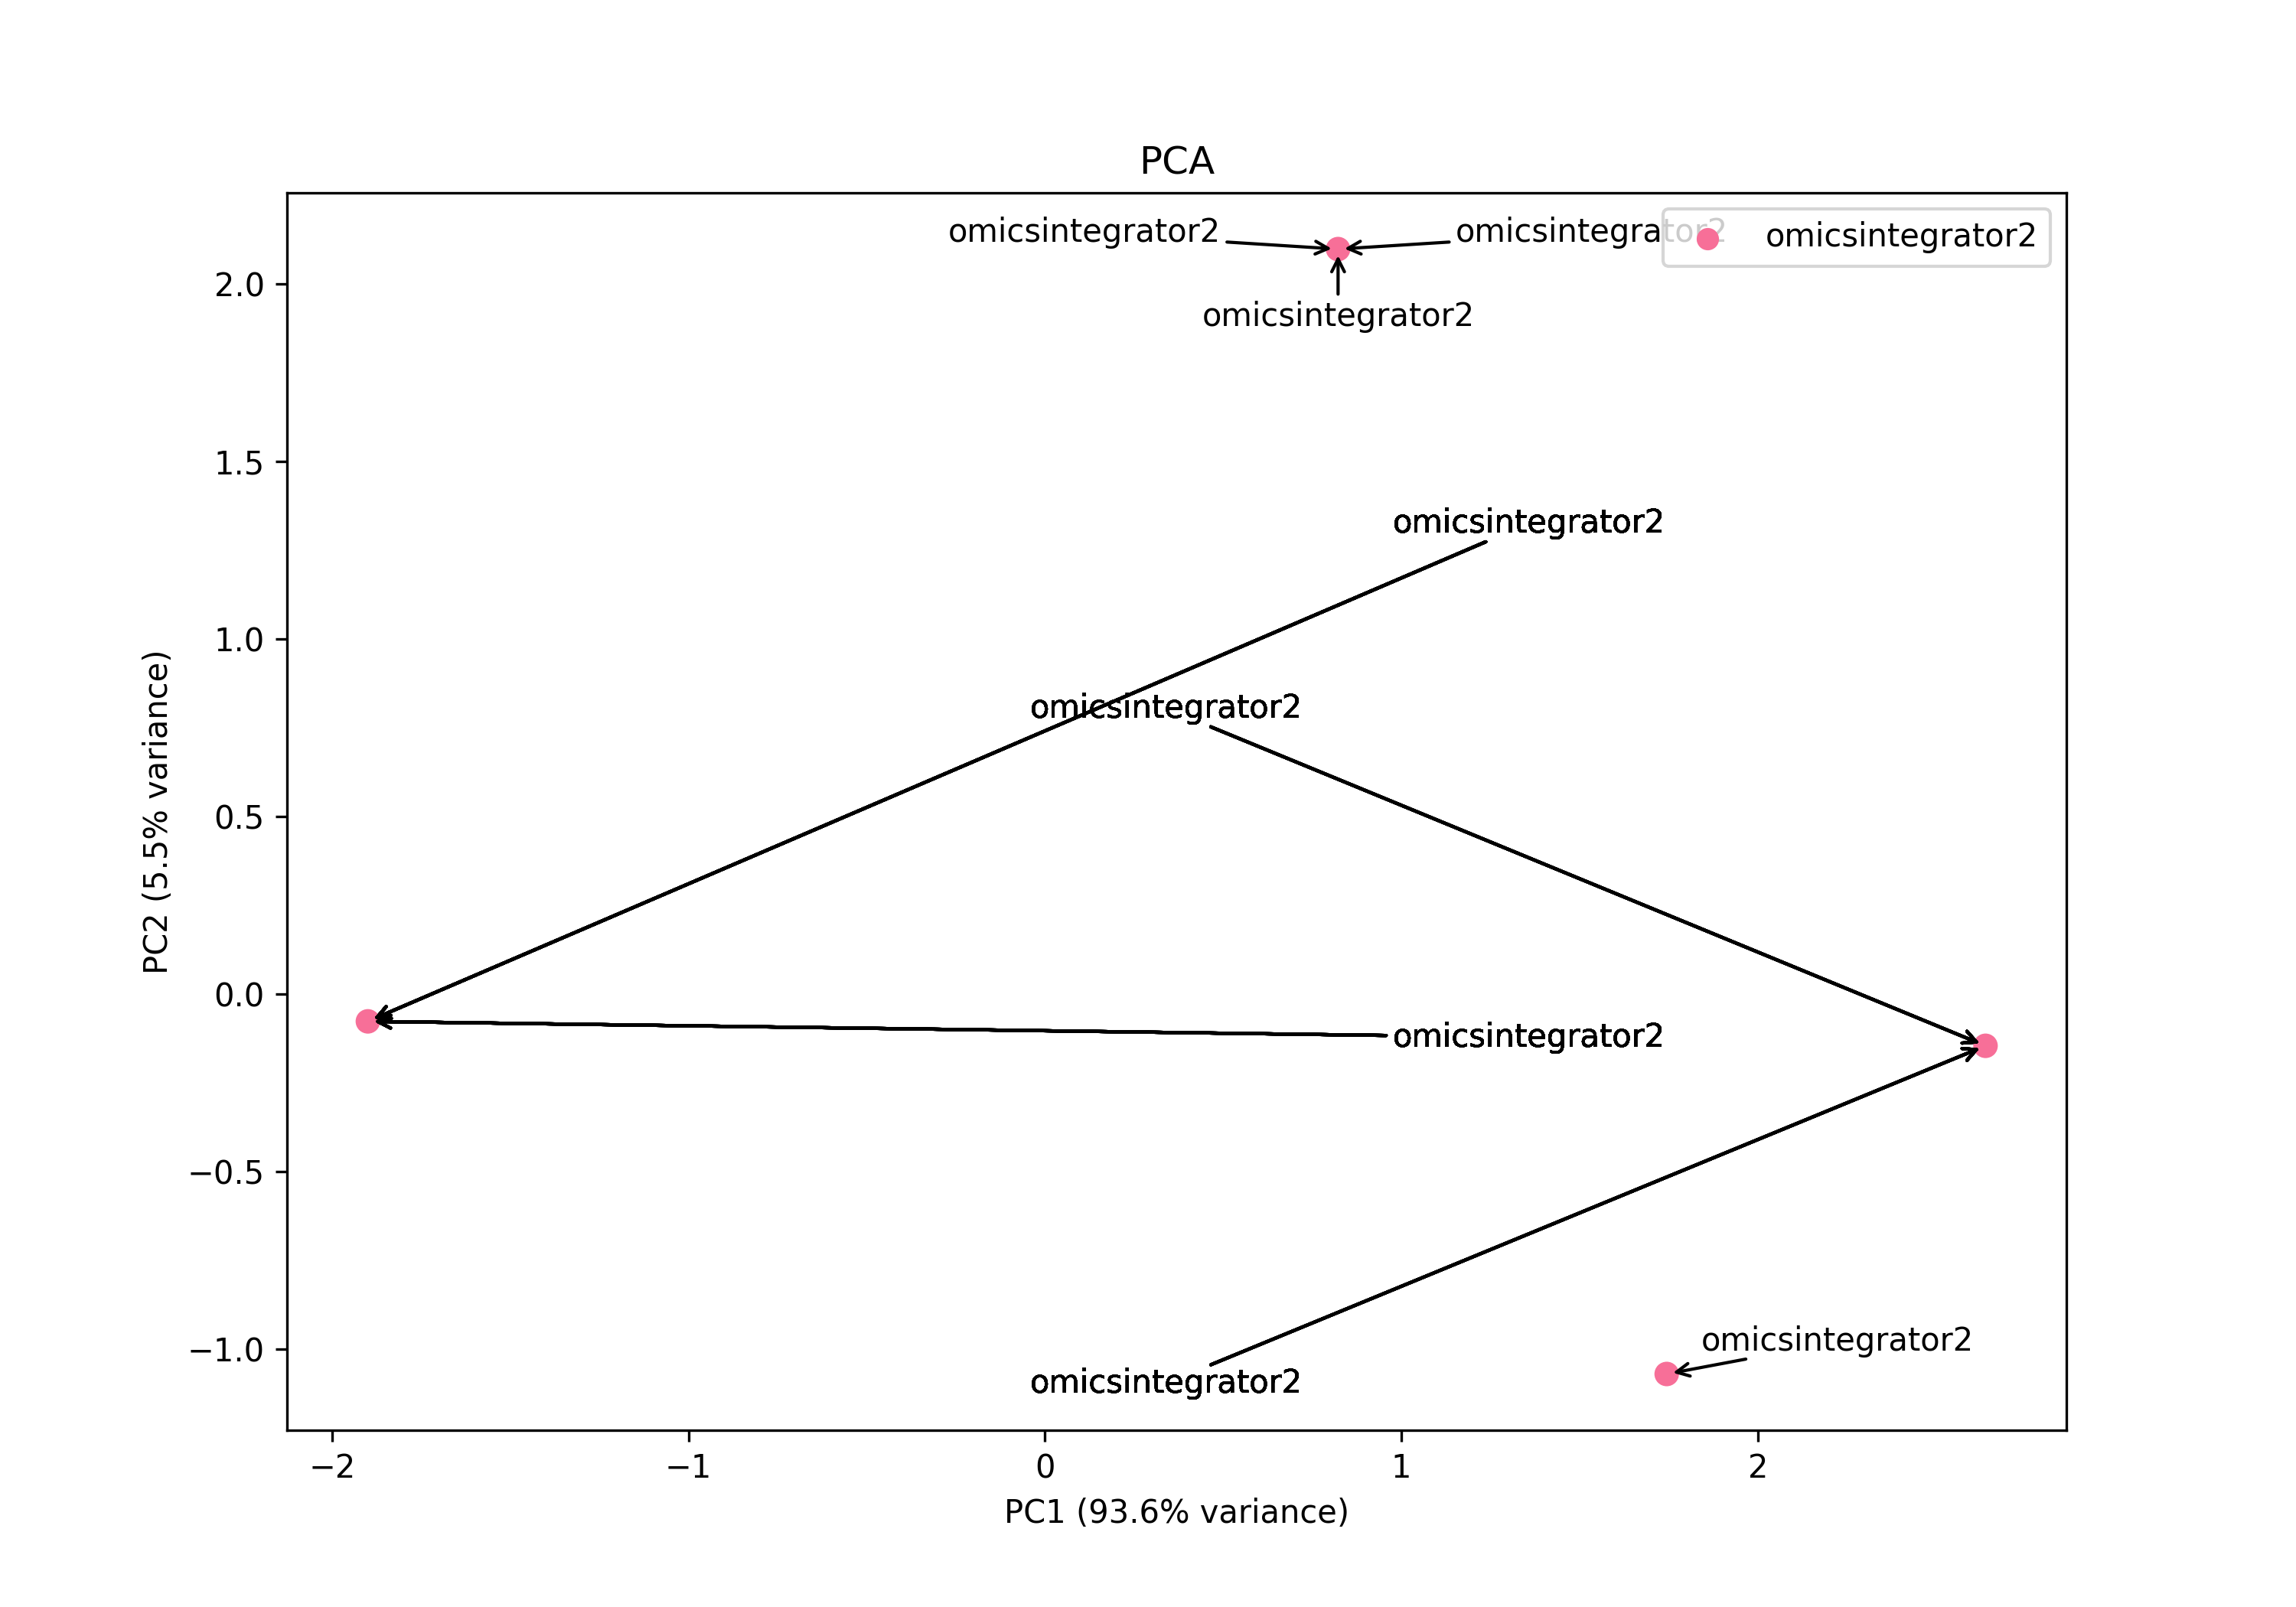 PCA
omicsintegrator2
omicsintegrator2
omicsintegrator2
omicsintegrator2
omicsintegrator2
omicsintegrator2
omicsintegrator2
omicsintegrator2
omicsintegrator2
2.0
1.5
1.0
0.5
0.0
−0.5
−1.0
PC2 (5.5% variance)
−2
−1
0
1
2
PC1 (93.6% variance)